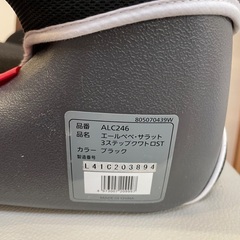 805070439W
品番 ALC246
品名 エールベベ・サラット
3ステップクワトロST
カラー ブラック
製造番号
L41C203894